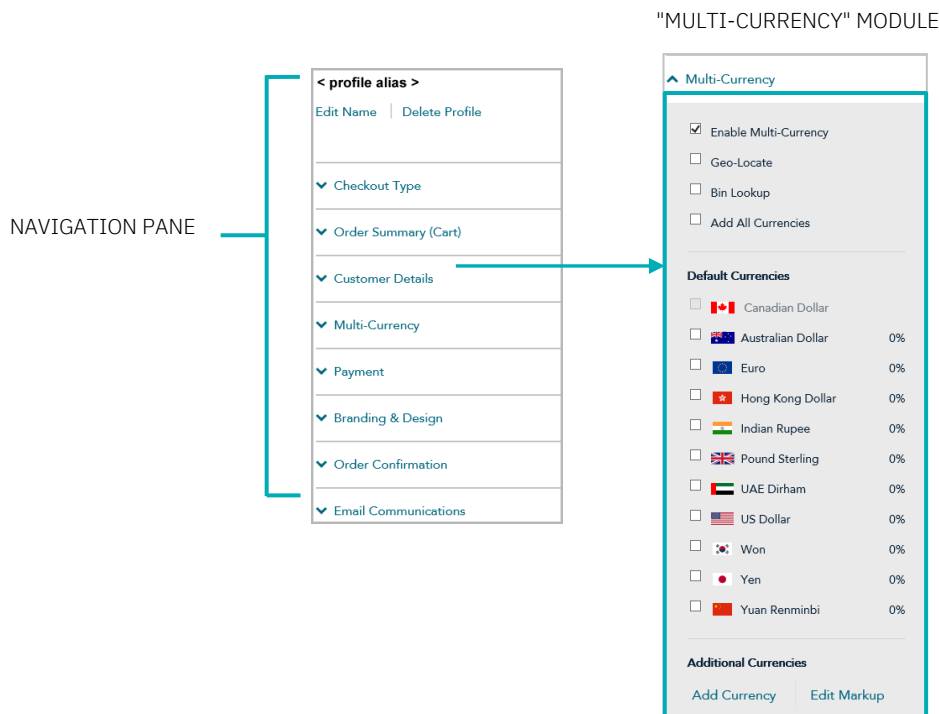 "MULTI-CURRENCY" MODULE
NAVIGATION PANE
< profile alias >
Edit Name | Delete Profile
Checkout Type
Order Summary (Cart)
Customer Details
Multi-Currency
Payment
Branding & Design
Order Confirmation
Email Communications
Multi-Currency
Enable Multi-Currency
Geo-Locate
Bin Lookup
Add All Currencies
Default Currencies
Canadian Dollar
Australian Dollar 0%
Euro 0%
Hong Kong Dollar 0%
Indian Rupee 0%
Pound Sterling 0%
UAE Dirham 0%
US Dollar 0%
Won 0%
Yen 0%
Yuan Renminbi 0%
Additional Currencies
Add Currency | Edit Markup